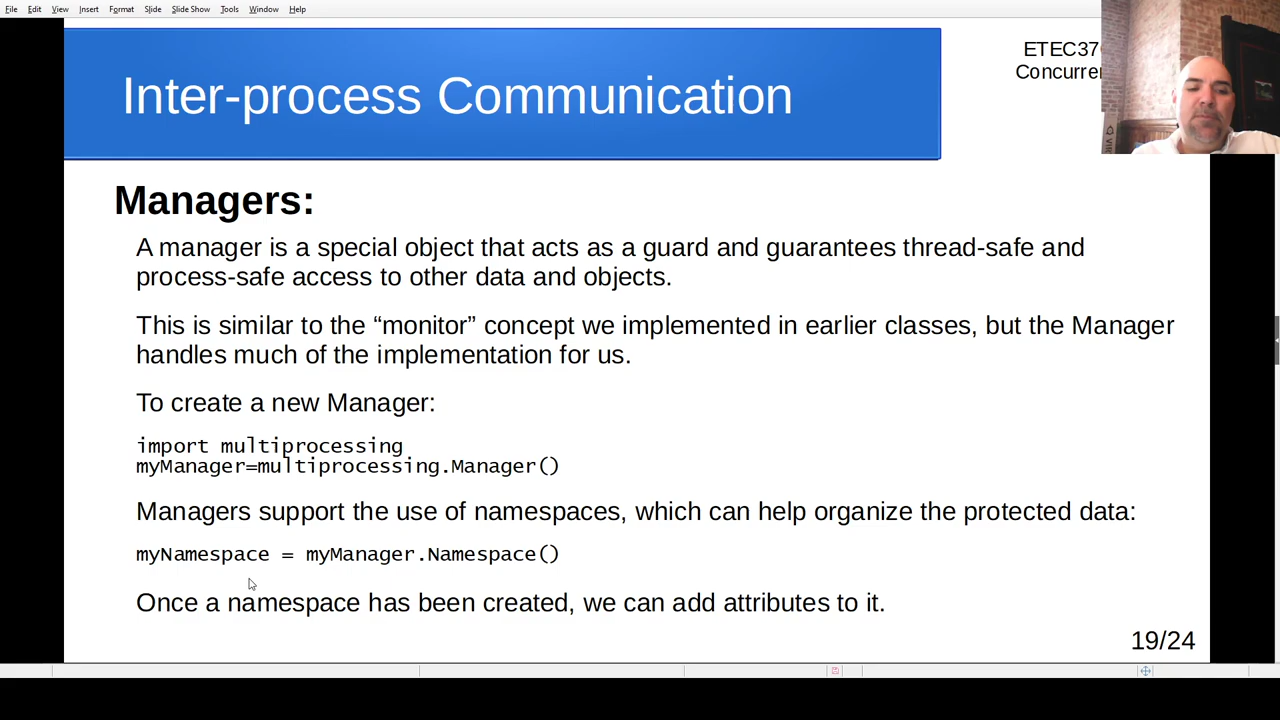 File Edit View Insert Format Slide Slide Show Tools Window Help
Inter-process Communication
Managers:
A manager is a special object that acts as a guard and guarantees thread-safe and
process-safe access to other data and objects.
This is similar to the “monitor” concept we implemented in earlier classes, but the Manager
handles much of the implementation for us.
To create a new Manager:
import multiprocessing
myManager=multiprocessing.Manager()
Managers support the use of namespaces, which can help organize the protected data:
myNamespace = myManager.Namespace()
Once a namespace has been created, we can add attributes to it.
19/24